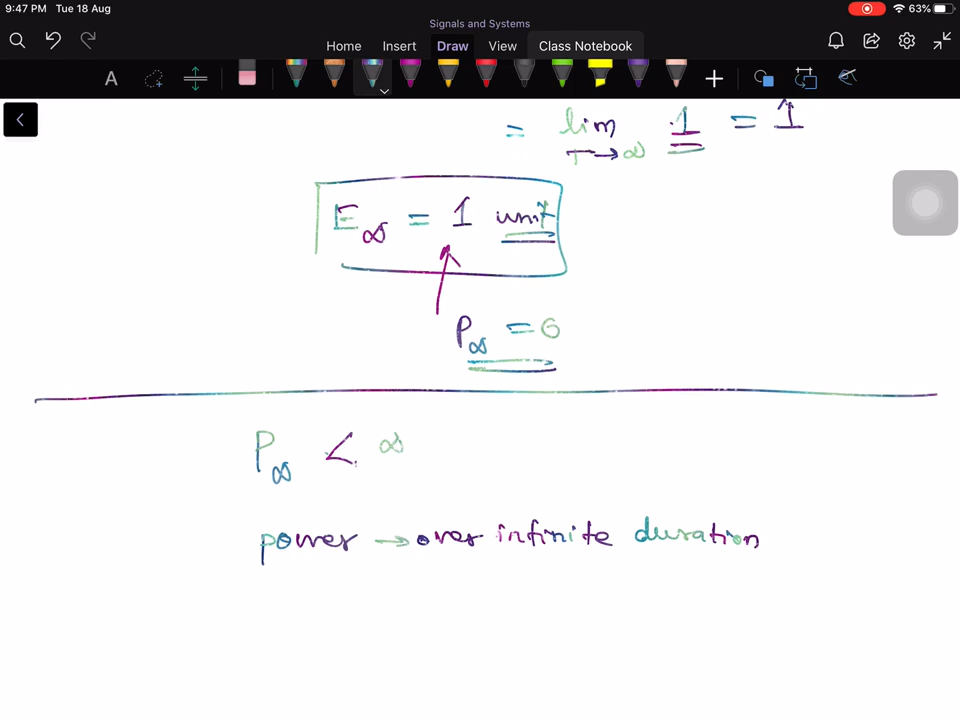 9:47 PM Tue 18 Aug 63%
Signals and Systems
Home Insert Draw View Class Notebook
A
= lim 1 = 1
T→∞
E∞ = 1 unit
P∞ = 0
P∞ < ∞
power → over infinite duration